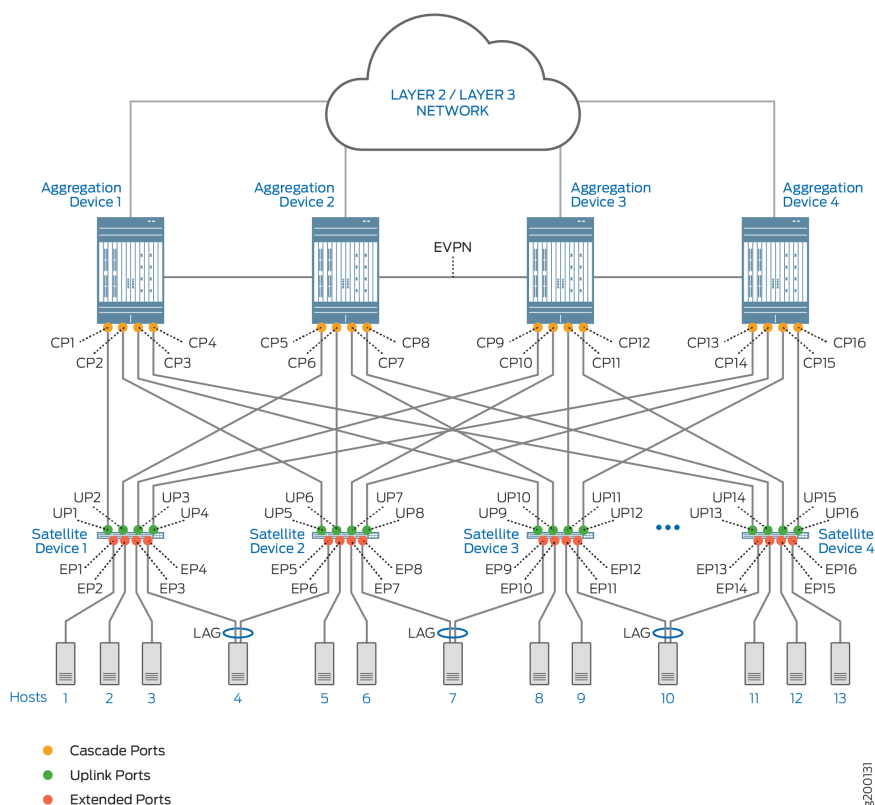 LAYER 2 / LAYER 3
NETWORK
Aggregation
Device 1
Aggregation
Device 2
Aggregation
Device 3
Aggregation
Device 4
EVPN
CP1
CP2
CP3
CP4
CP5
CP6
CP7
CP8
CP9
CP10
CP11
CP12
CP13
CP14
CP15
CP16
UP2
UP1
UP3
UP4
UP6
UP5
UP7
UP8
UP10
UP9
UP11
UP12
UP14
UP13
UP15
UP16
Satellite
Device 1
Satellite
Device 2
Satellite
Device 3
Satellite
Device 4
EP1
EP2
EP3
EP4
EP5
EP6
EP7
EP8
EP9
EP10
EP11
EP12
EP13
EP14
EP15
EP16
LAG
LAG
LAG
Hosts 1 2 3 4 5 6 7 8 9 10 11 12 13
Cascade Ports
Uplink Ports
Extended Ports
g200131